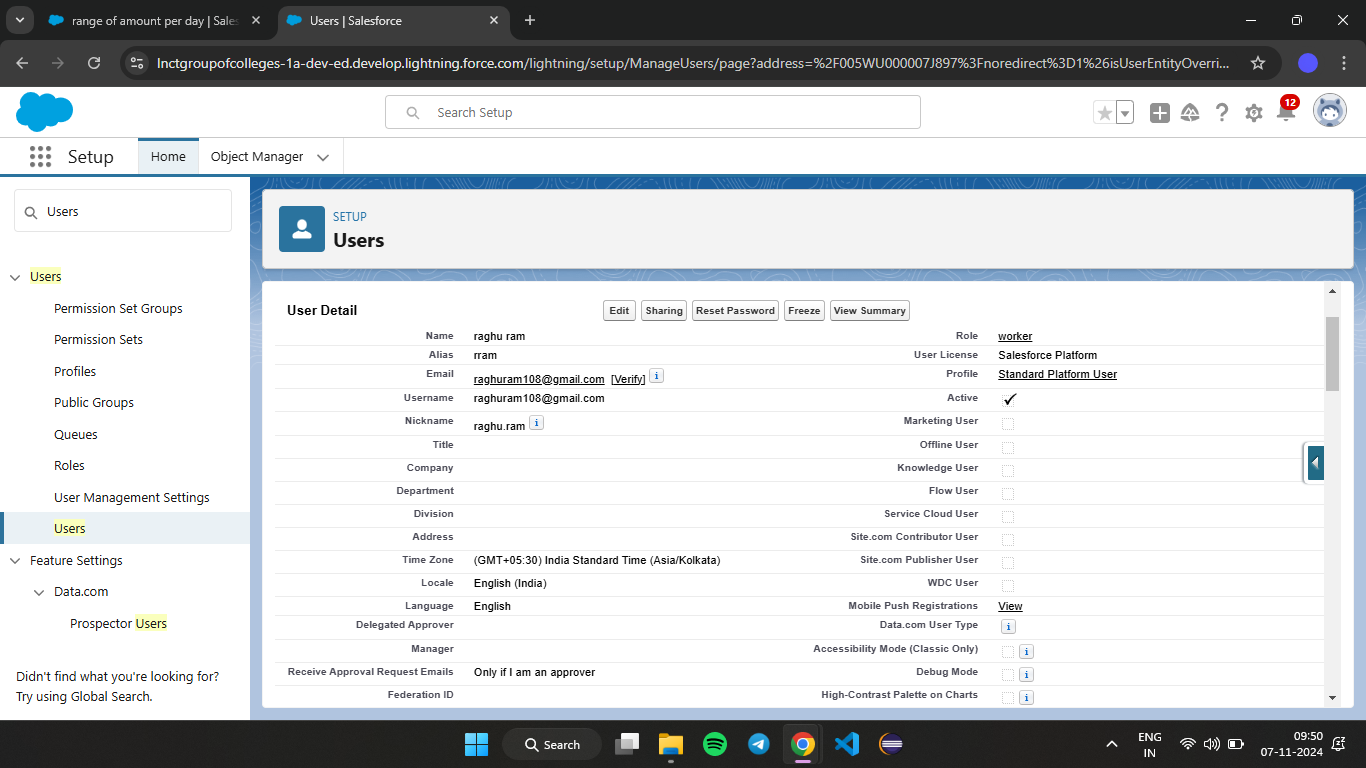 range of amount per day | Sales
Users | Salesforce
lnctgroupofcolleges-1a-dev-ed.develop.lightning.force.com/lightning/setup/ManageUsers/page?address=%2F005WU000007J897%3Fnoredirect%3D1%26isUserEntityOverri...
Search Setup
12
Setup
Home
Object Manager
Users
Users
Permission Set Groups
Permission Sets
Profiles
Public Groups
Queues
Roles
User Management Settings
Users
Feature Settings
Data.com
Prospector Users
Didn't find what you're looking for?
Try using Global Search.
SETUP
Users
User Detail
Edit Sharing Reset Password Freeze View Summary
Name raghu ram Role worker
Alias rram User License Salesforce Platform
Email raghuram108@gmail.com [Verify] i Profile Standard Platform User
Username raghuram108@gmail.com Active
Nickname raghu.ram i Marketing User
Title Offline User
Company Knowledge User
Department Flow User
Division Service Cloud User
Address Site.com Contributor User
Time Zone (GMT+05:30) India Standard Time (Asia/Kolkata) Site.com Publisher User
Locale English (India) WDC User
Language English Mobile Push Registrations View
Delegated Approver Data.com User Type i
Manager Accessibility Mode (Classic Only) i
Receive Approval Request Emails Only if I am an approver Debug Mode i
Federation ID High-Contrast Palette on Charts i
Search
ENG
IN
09:50
07-11-2024